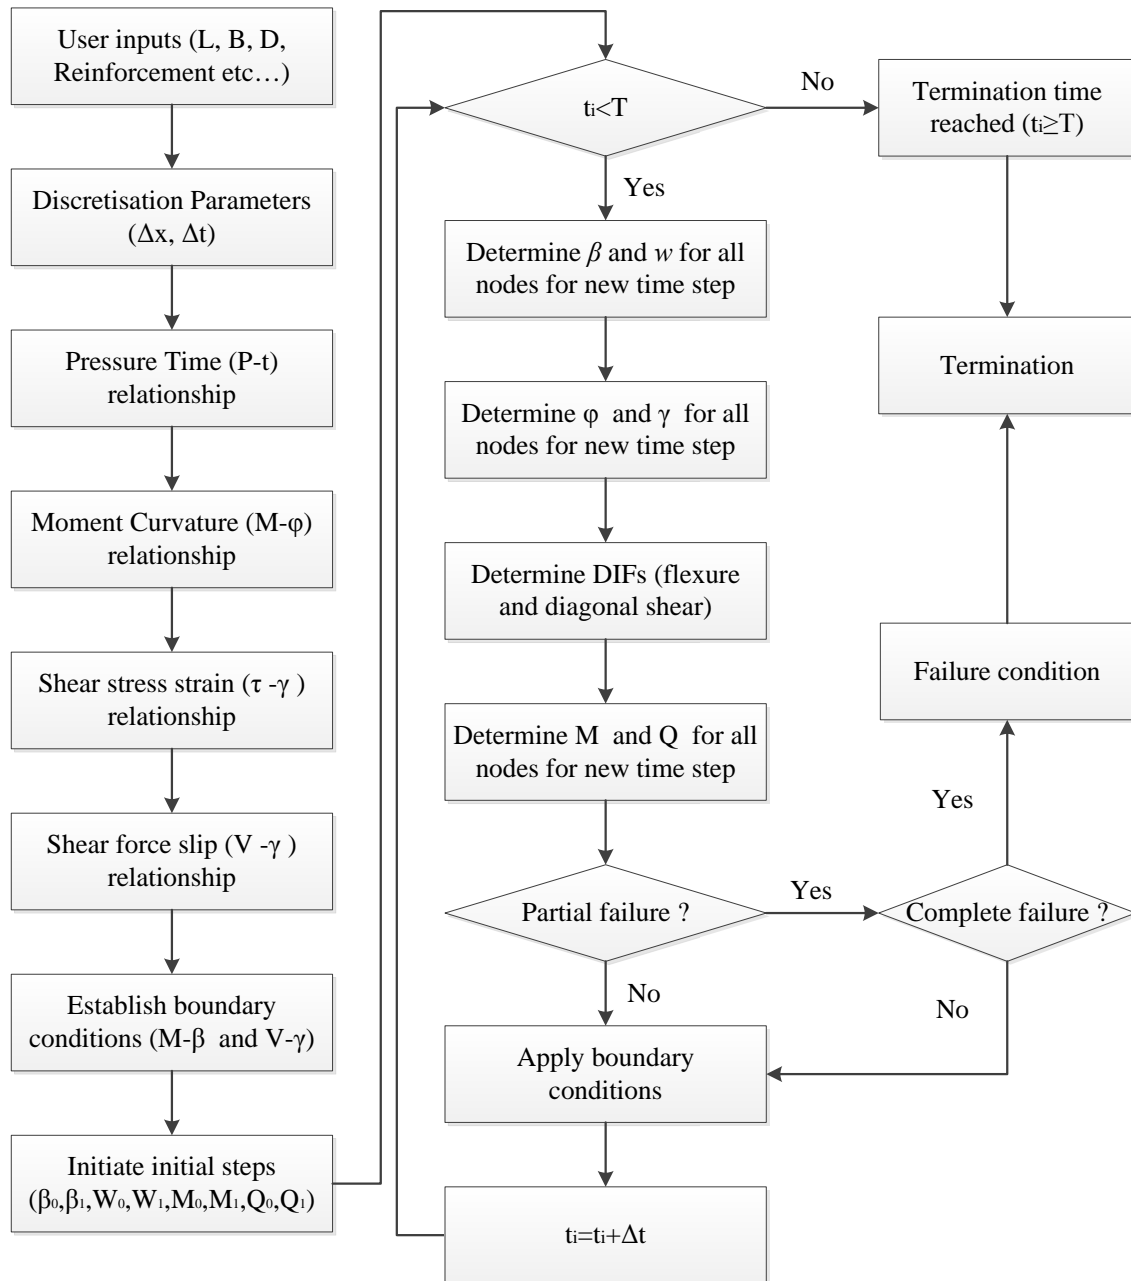 User inputs (L, B, D,
Reinforcement etc…)
Discretisation Parameters
(Δx, Δt)
Pressure Time (P-t)
relationship
Moment Curvature (M-φ)
relationship
Shear stress strain (τ -γ )
relationship
Shear force slip (V -γ )
relationship
Establish boundary
conditions (M-β and V-γ)
Initiate initial steps
(β₀,β₁,W₀,W₁,M₀,M₁,Q₀,Q₁)
tᵢ<T
No
Yes
Termination time
reached (tᵢ≥T)
Determine β and w for all
nodes for new time step
Termination
Determine φ and γ for all
nodes for new time step
Determine DIFs (flexure
and diagonal shear)
Failure condition
Determine M and Q for all
nodes for new time step
Yes
Partial failure ?
Yes
Complete failure ?
No
No
Apply boundary
conditions
tᵢ=tᵢ+Δt